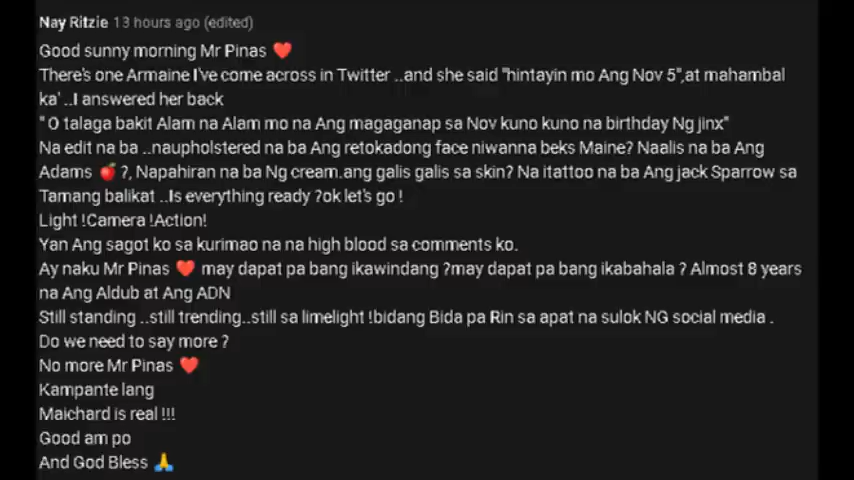 Nay Ritzie 13 hours ago (edited)
Good sunny morning Mr Pinas ❤️
There's one Armaine I've come across in Twitter ..and she said "hintayin mo Ang Nov 5",at mahambal
ka' ..I answered her back
" O talaga bakit Alam na Alam mo na Ang magaganap sa Nov kuno kuno na birthday Ng jinx"
Na edit na ba ..naupholstered na ba Ang retokadong face niwanna beks Maine? Naalis na ba Ang
Adams 🍎?, Napahiran na ba Ng cream.ang galis galis sa skin? Na itattoo na ba Ang jack Sparrow sa
Tamang balikat ..Is everything ready ?ok let's go !
Light !Camera !Action!
Yan Ang sagot ko sa kurimao na na high blood sa comments ko.
Ay naku Mr Pinas ❤️ may dapat pa bang ikawindang ?may dapat pa bang ikabahala ? Almost 8 years
na Ang Aldub at Ang ADN
Still standing ..still trending..still sa limelight !bidang Bida pa Rin sa apat na sulok NG social media .
Do we need to say more ?
No more Mr Pinas ❤️
Kampante lang
Maichard is real !!!
Good am po
And God Bless 🙏